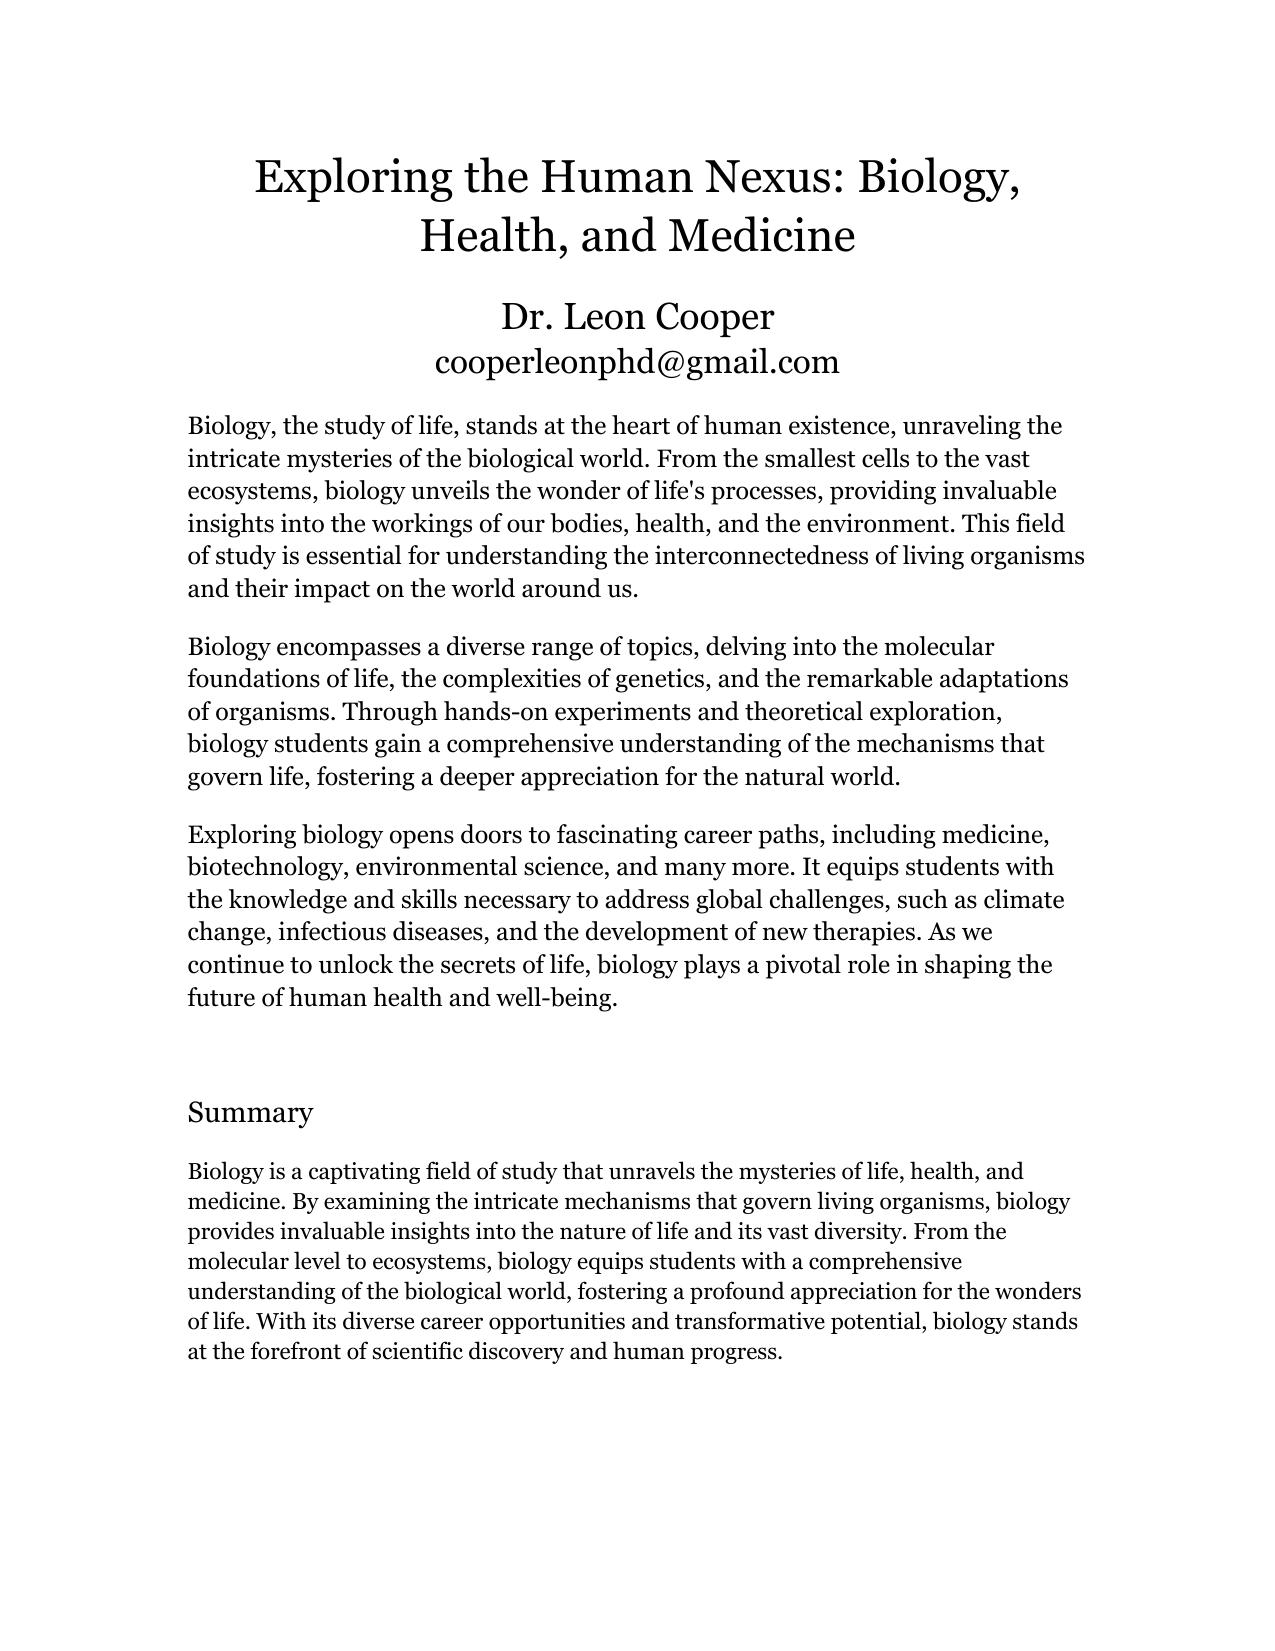 Exploring the Human Nexus: Biology,
Health, and Medicine
Dr. Leon Cooper
cooperleonphd@gmail.com
Biology, the study of life, stands at the heart of human existence, unraveling the
intricate mysteries of the biological world. From the smallest cells to the vast
ecosystems, biology unveils the wonder of life's processes, providing invaluable
insights into the workings of our bodies, health, and the environment. This field
of study is essential for understanding the interconnectedness of living organisms
and their impact on the world around us.
Biology encompasses a diverse range of topics, delving into the molecular
foundations of life, the complexities of genetics, and the remarkable adaptations
of organisms. Through hands-on experiments and theoretical exploration,
biology students gain a comprehensive understanding of the mechanisms that
govern life, fostering a deeper appreciation for the natural world.
Exploring biology opens doors to fascinating career paths, including medicine,
biotechnology, environmental science, and many more. It equips students with
the knowledge and skills necessary to address global challenges, such as climate
change, infectious diseases, and the development of new therapies. As we
continue to unlock the secrets of life, biology plays a pivotal role in shaping the
future of human health and well-being.
Summary
Biology is a captivating field of study that unravels the mysteries of life, health, and
medicine. By examining the intricate mechanisms that govern living organisms, biology
provides invaluable insights into the nature of life and its vast diversity. From the
molecular level to ecosystems, biology equips students with a comprehensive
understanding of the biological world, fostering a profound appreciation for the wonders
of life. With its diverse career opportunities and transformative potential, biology stands
at the forefront of scientific discovery and human progress.